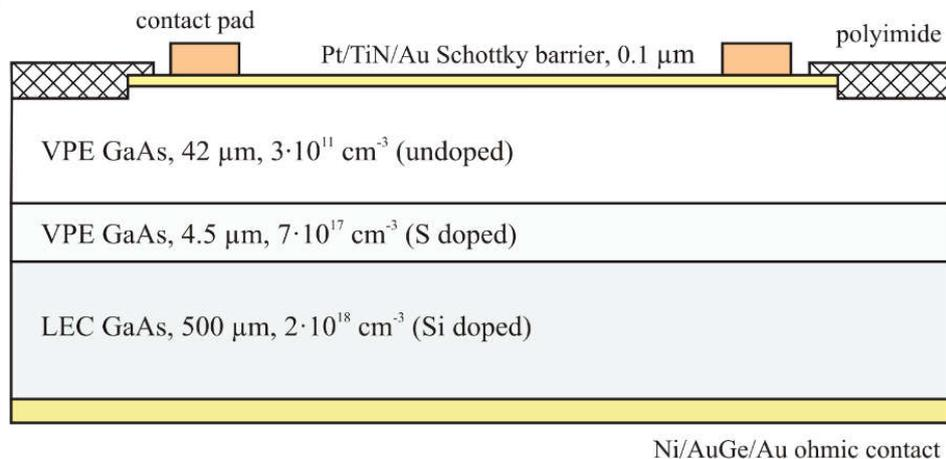 contact pad
Pt/TiN/Au Schottky barrier, 0.1 µm
polyimide
VPE GaAs, 42 µm, 3·10¹¹ cm⁻³ (undoped)
VPE GaAs, 4.5 µm, 7·10¹⁷ cm⁻³ (S doped)
LEC GaAs, 500 µm, 2·10¹⁸ cm⁻³ (Si doped)
Ni/AuGe/Au ohmic contact